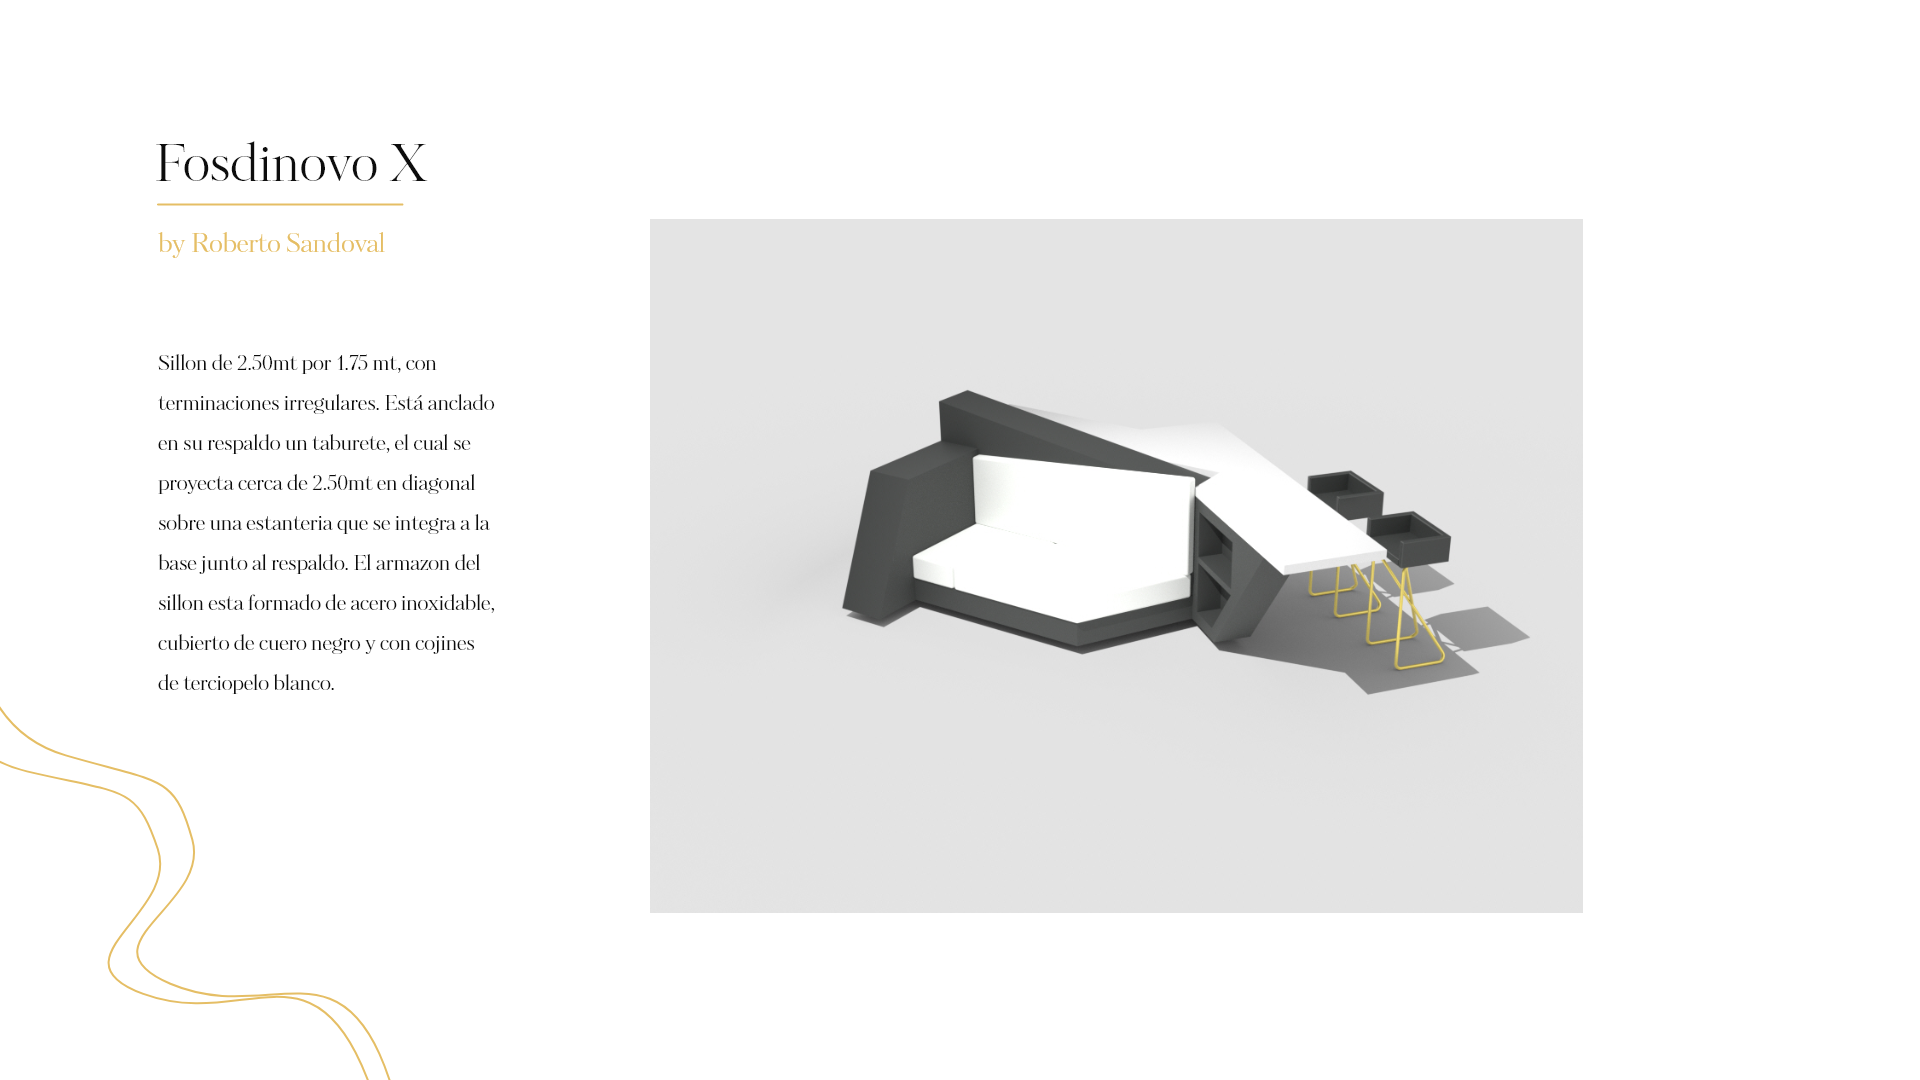 Fosdinovo X
by Roberto Sandoval
Sillon de 2.50mt por 1.75 mt, con
terminaciones irregulares. Está anclado
en su respaldo un taburete, el cual se
proyecta cerca de 2.50mt en diagonal
sobre una estanteria que se integra a la
base junto al respaldo. El armazon del
sillon esta formado de acero inoxidable,
cubierto de cuero negro y con cojines
de terciopelo blanco.